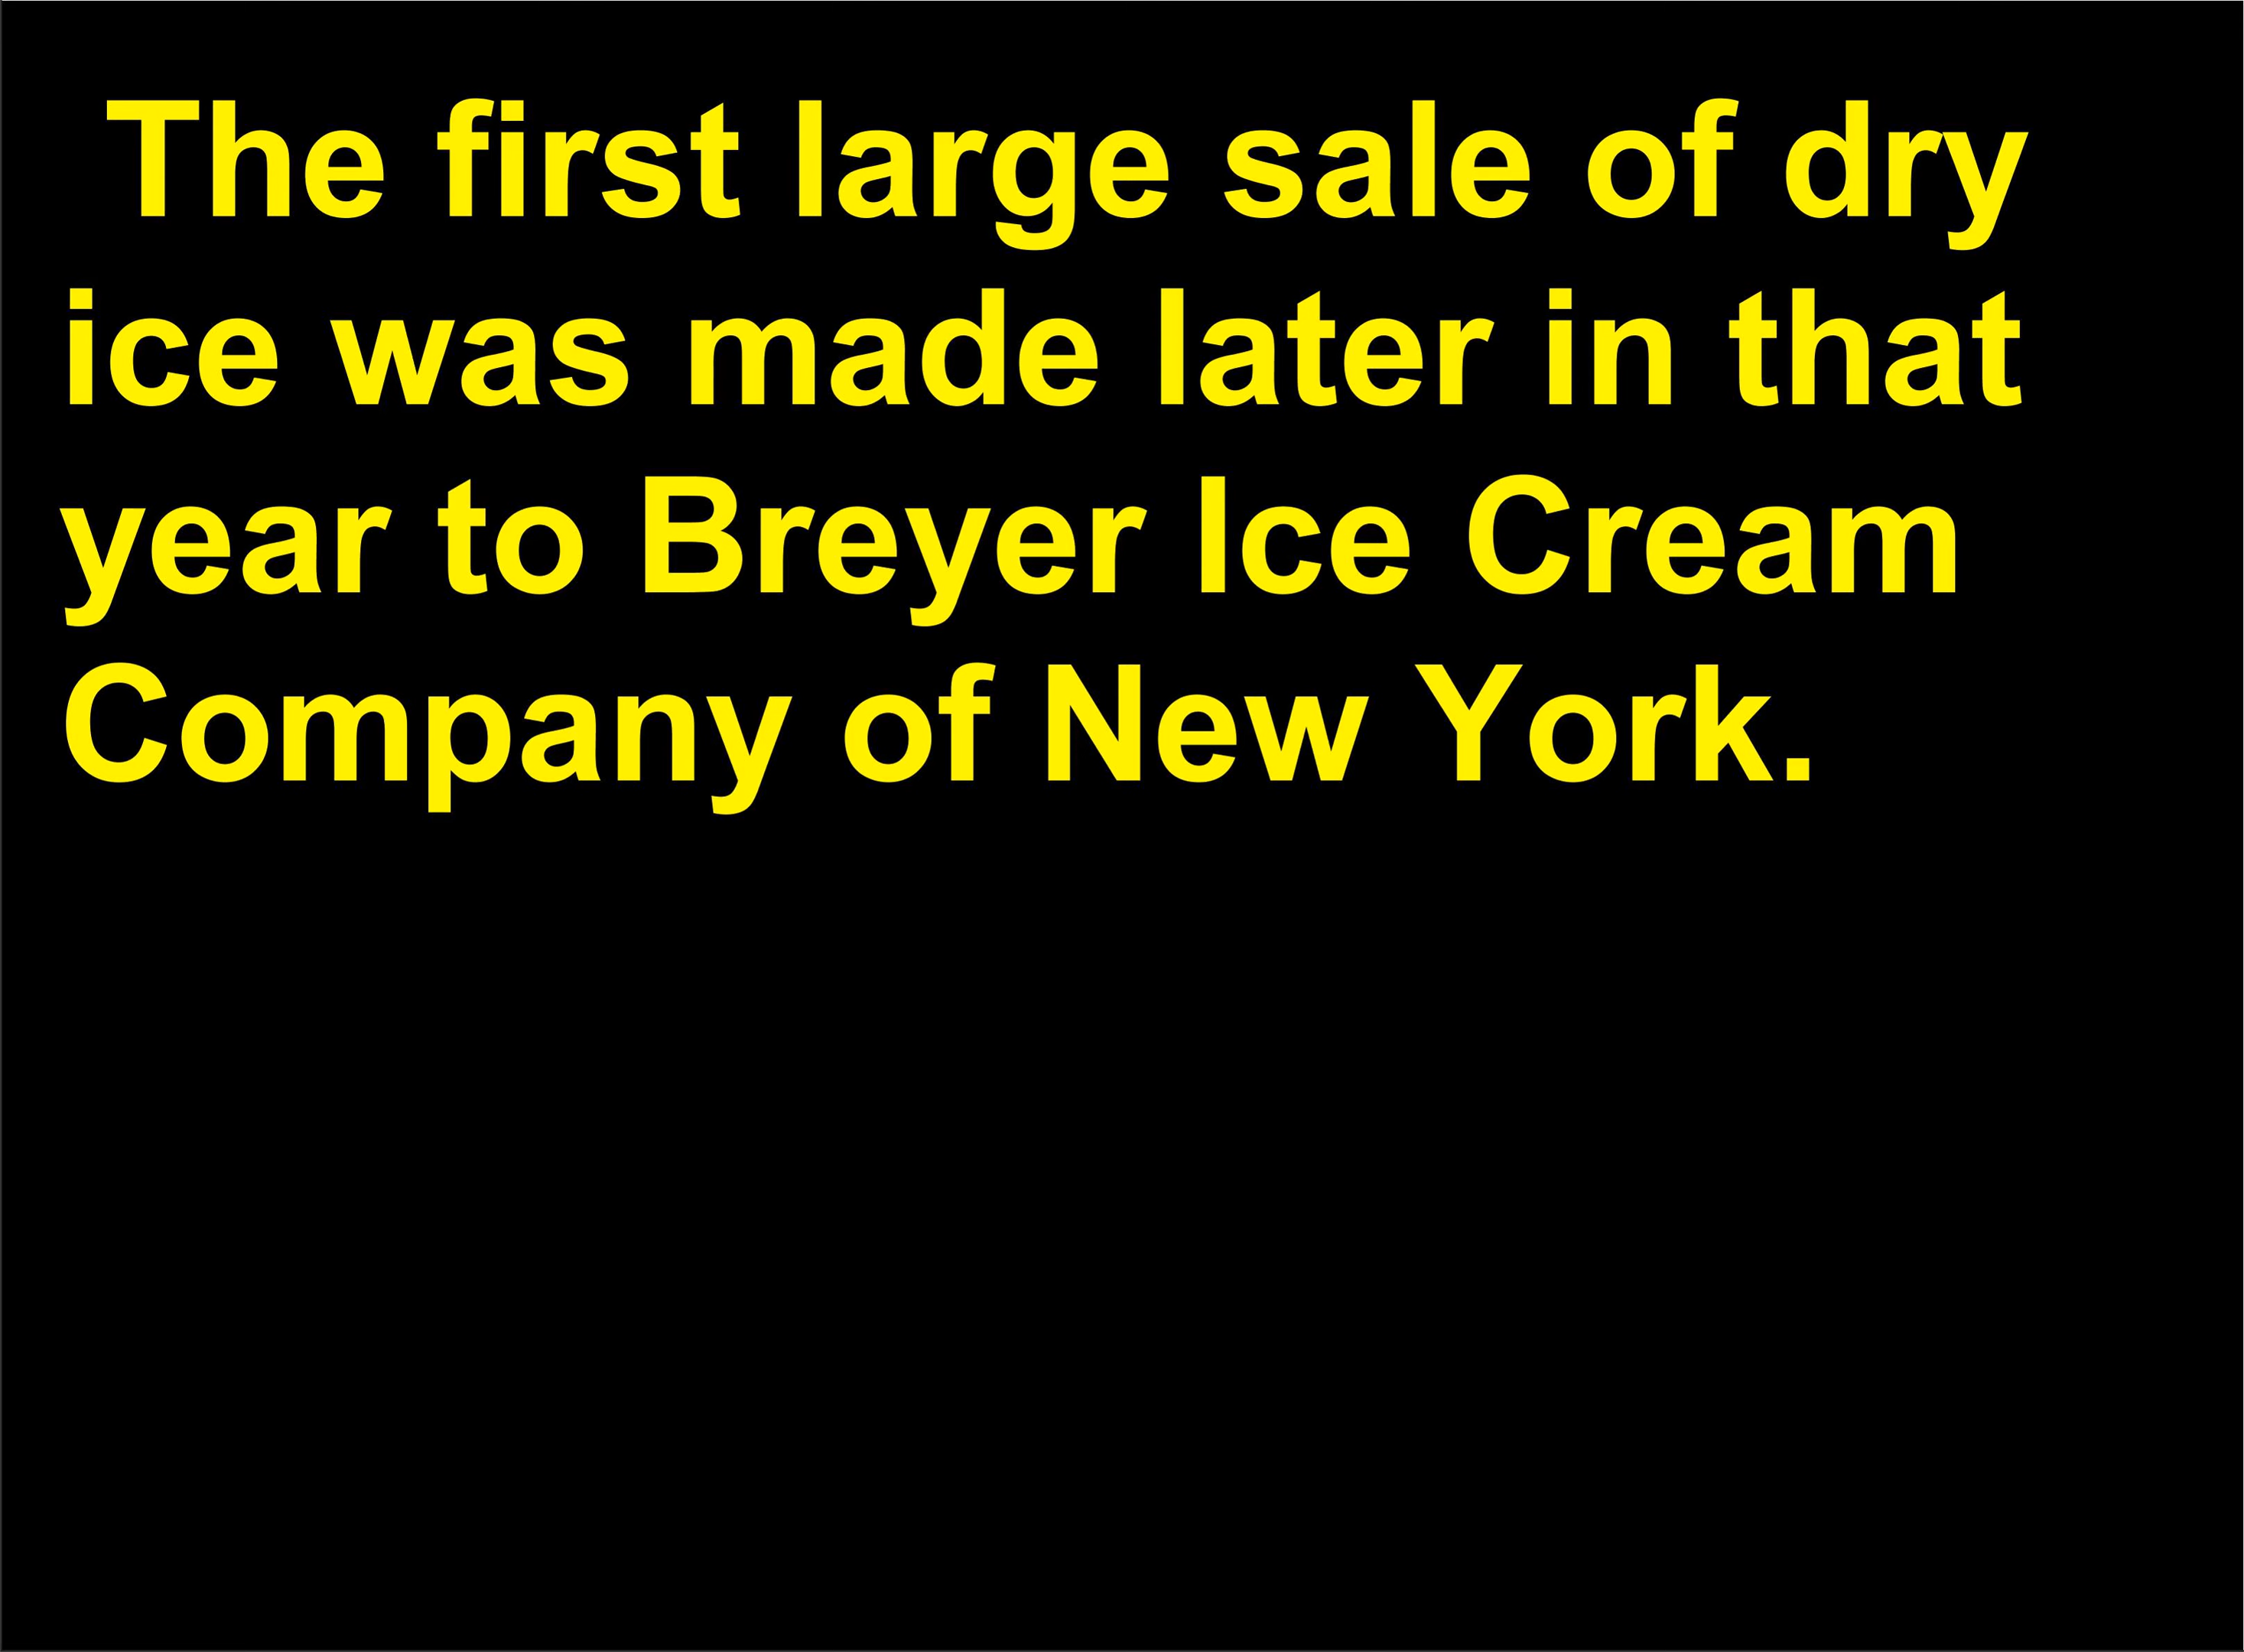 The first large sale of dry
ice was made later in that
year to Breyer Ice Cream
Company of New York.